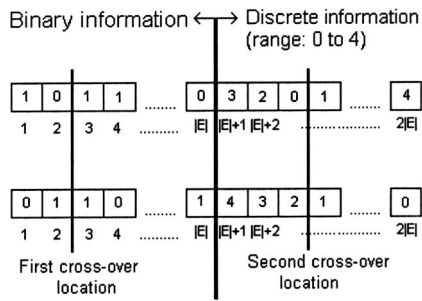 Binary information ←→ Discrete information
(range: 0 to 4)
1 0 1 1 ........ 0 3 2 0 1 ........ 4
1 2 3 4 .......... |E| |E|+1 |E|+2 .................... 2|E|
0 1 1 0 ........ 1 4 3 2 1 ........ 0
1 2 3 4 .......... |E| |E|+1 |E|+2 .................... 2|E|
First cross-over
location
Second cross-over
location